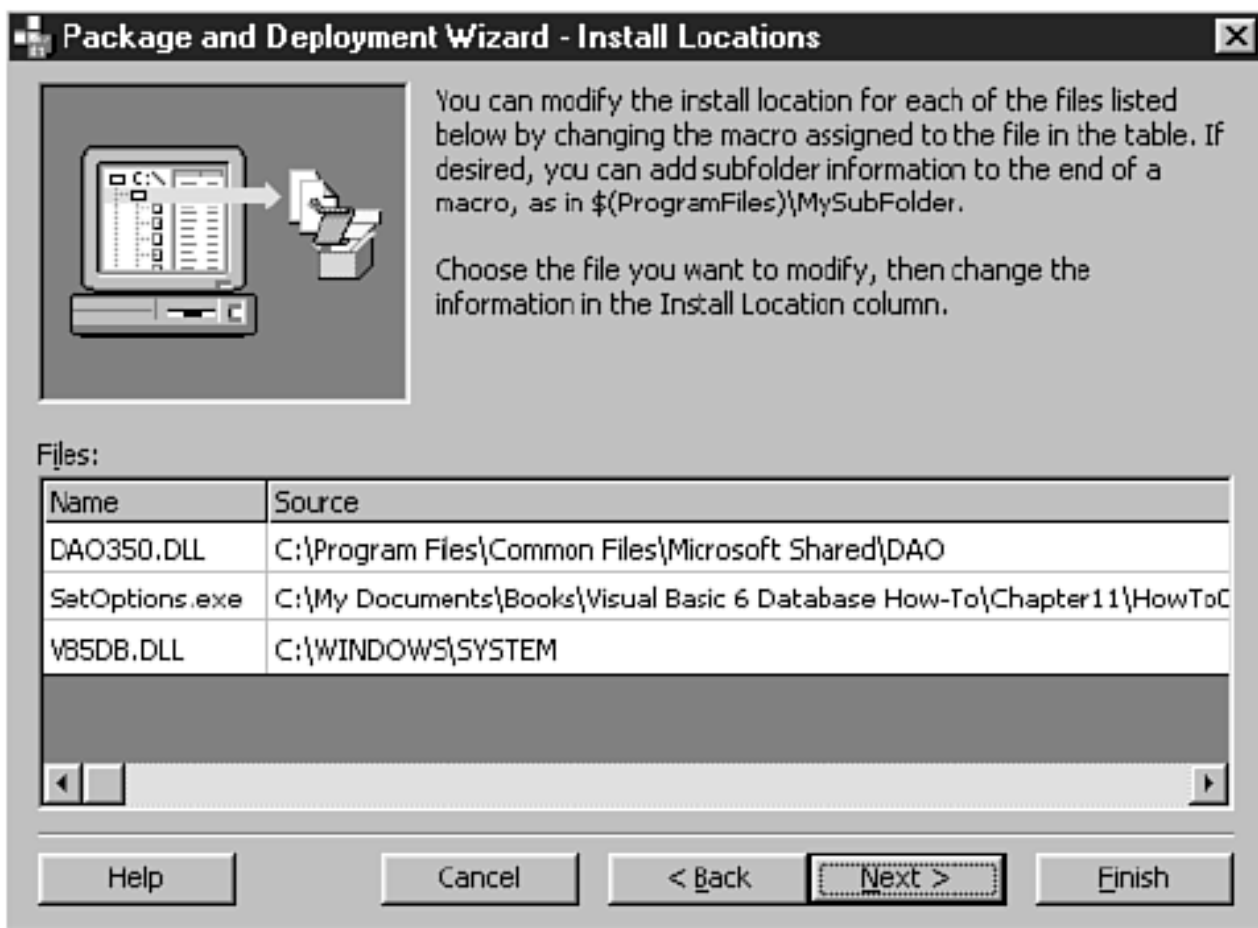 Package and Deployment Wizard - Install Locations
You can modify the install location for each of the files listed
below by changing the macro assigned to the file in the table. If
desired, you can add subfolder information to the end of a
macro, as in $(ProgramFiles)\MySubFolder.
Choose the file you want to modify, then change the
information in the Install Location column.
C:\
Files:
Name Source
DAO350.DLL C:\Program Files\Common Files\Microsoft Shared\DAO
SetOptions.exe C:\My Documents\Books\Visual Basic 6 Database How-To\Chapter11\HowTo
VB5DB.DLL C:\WINDOWS\SYSTEM
Help Cancel < Back Next > Finish